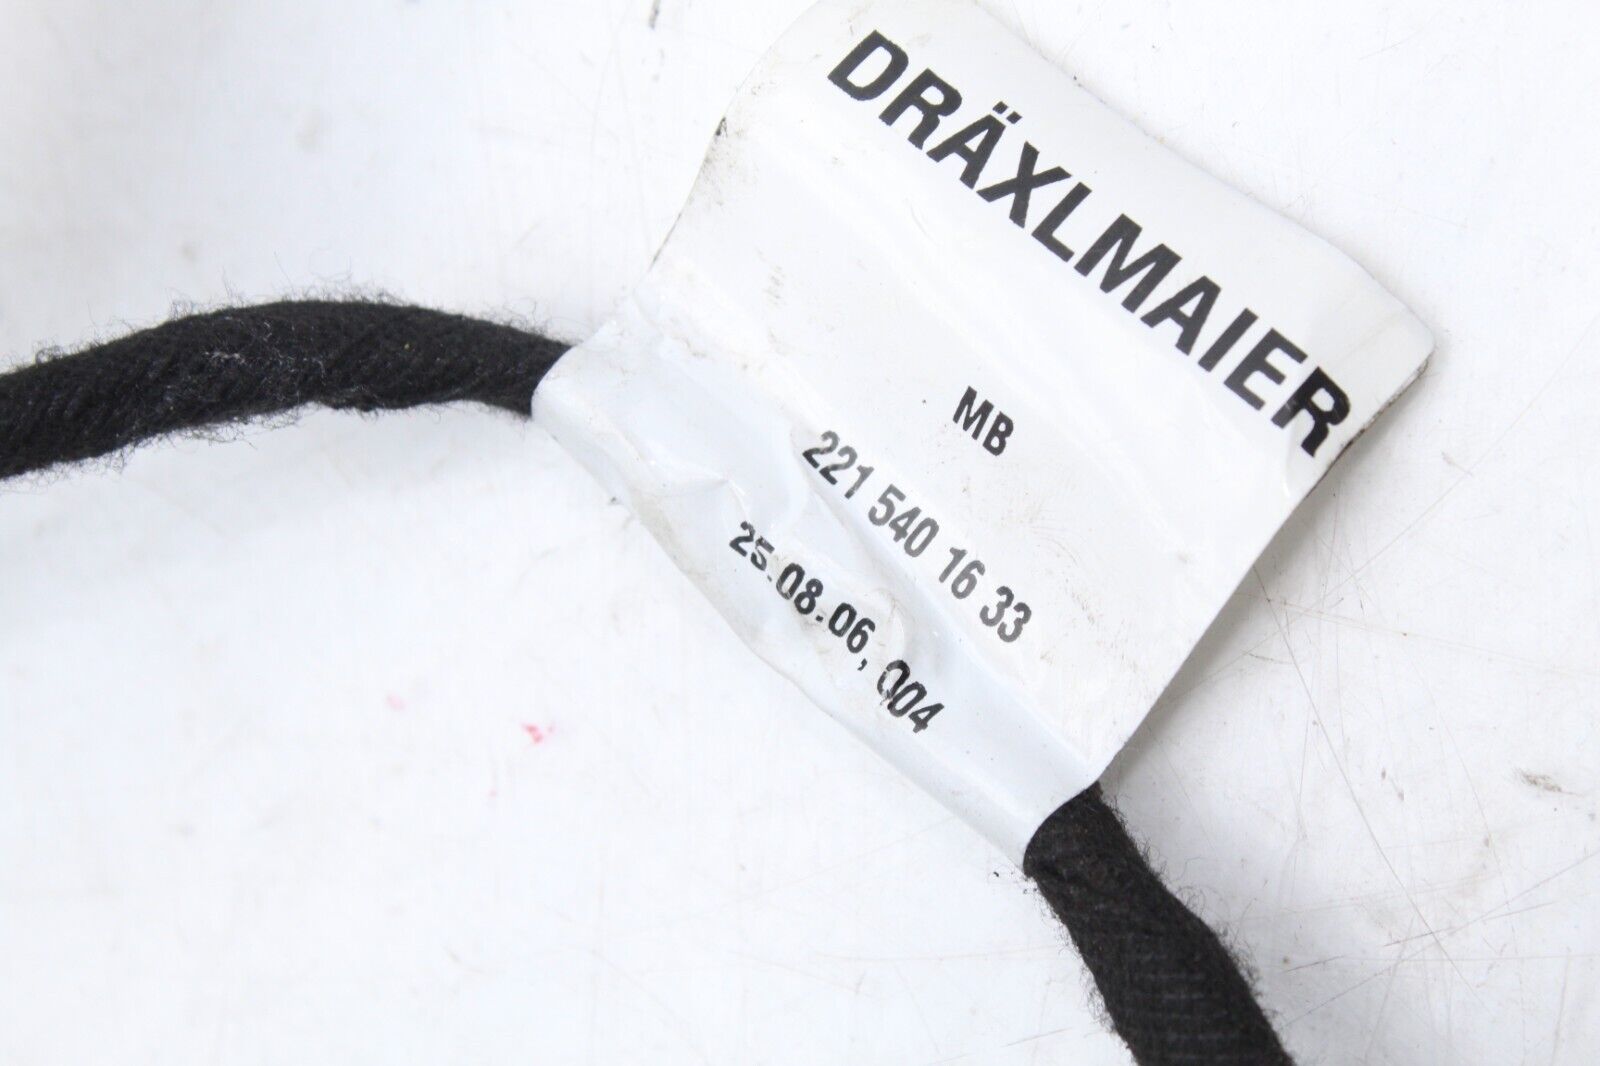 DRÄXLMAIER
MB
221 540 16 33
25.08.06, 004